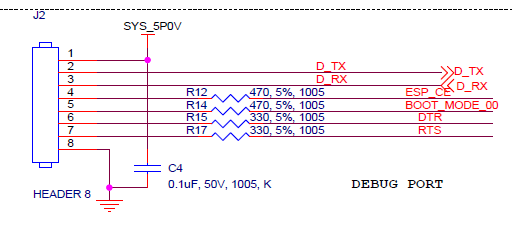 J2
SYS_5P0V
1
2 D_TX D_TX
3 D_RX D_RX
4 R12 470, 5%, 1005 ESP_CE
5 R14 470, 5%, 1005 BOOT_MODE_00
6 R15 330, 5%, 1005 DTR
7 R17 330, 5%, 1005 RTS
8
C4
0.1uF, 50V, 1005, K
HEADER 8
DEBUG PORT